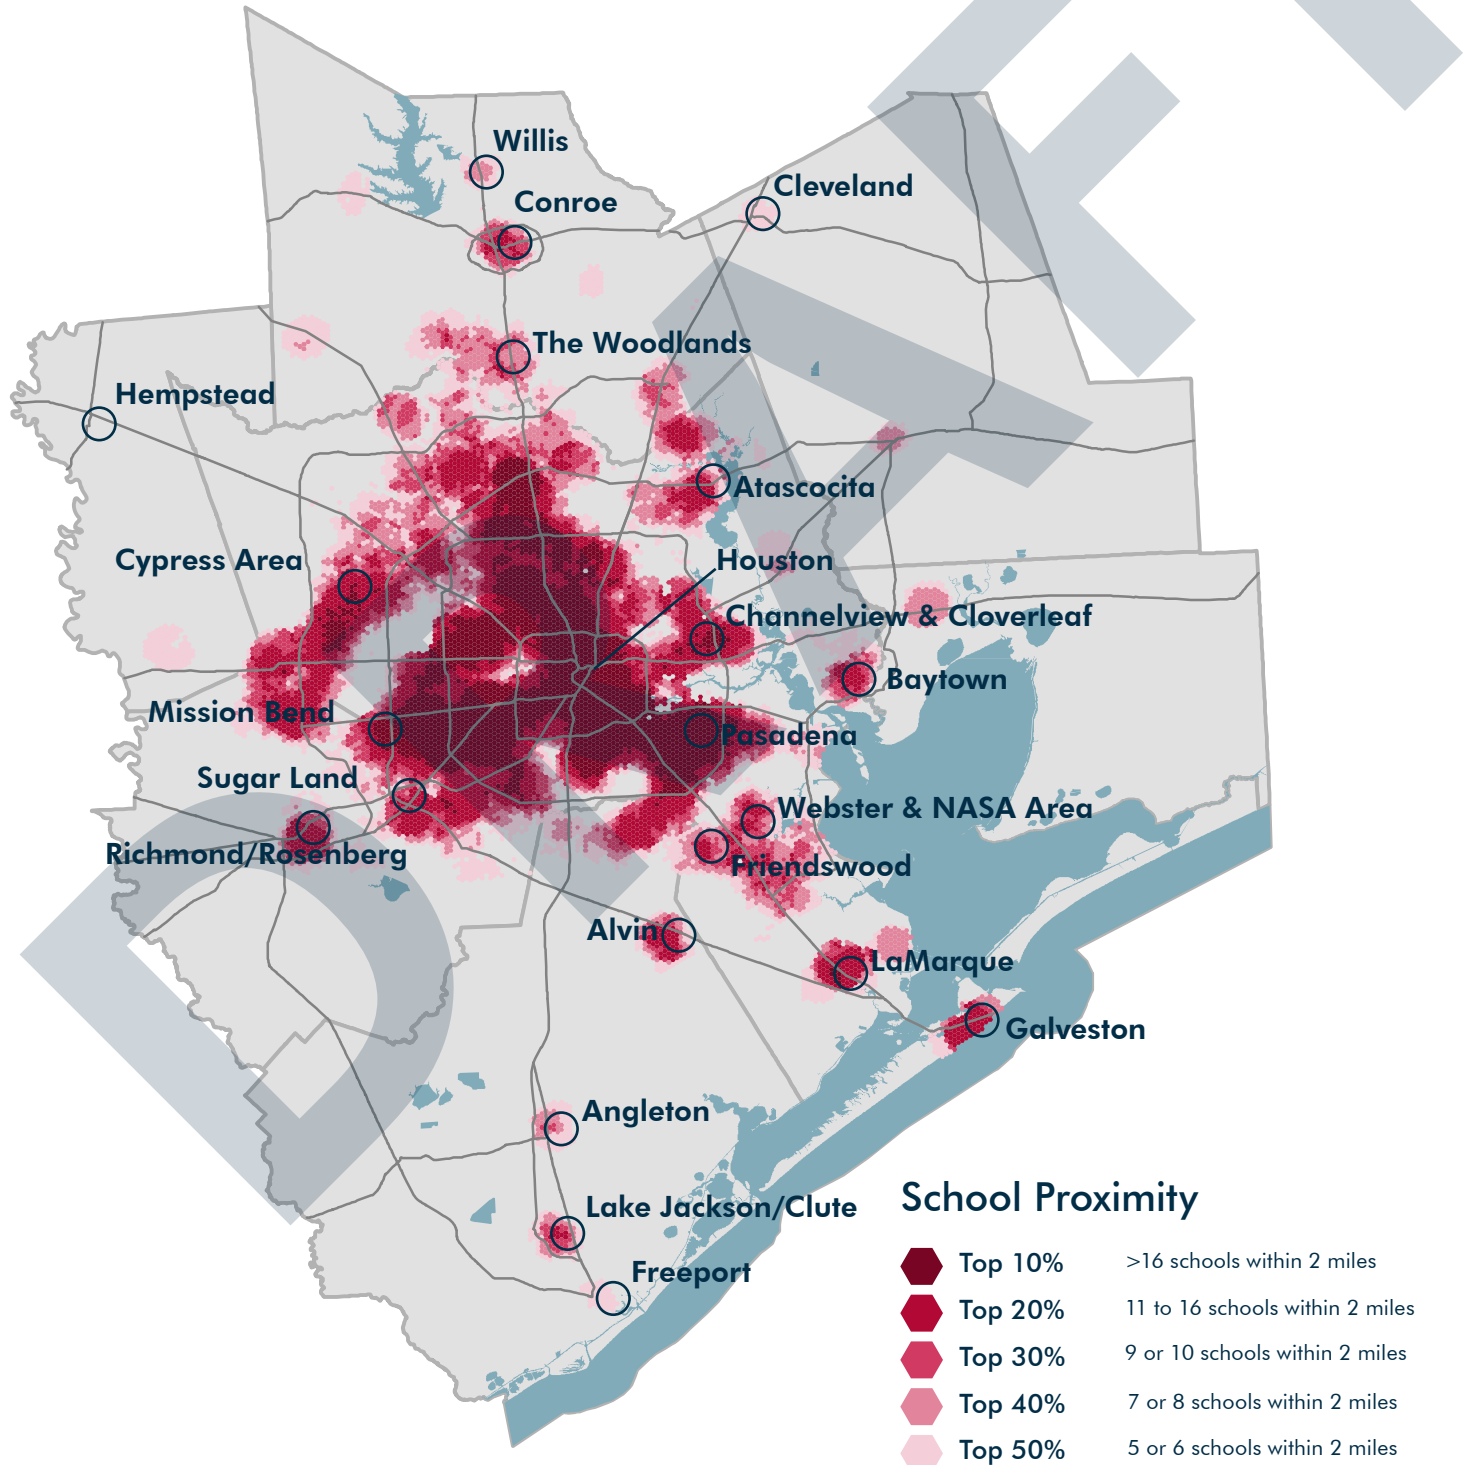 Willis
Conroe
Cleveland
The Woodlands
Hempstead
Atascocita
Cypress Area
Houston
Channelview & Cloverleaf
Baytown
Mission Bend
Pasadena
Sugar Land
Webster & NASA Area
Richmond/Rosenberg
Friendswood
Alvin
LaMarque
Galveston
Angleton
Lake Jackson/Clute
Freeport
School Proximity
Top 10% >16 schools within 2 miles
Top 20% 11 to 16 schools within 2 miles
Top 30% 9 or 10 schools within 2 miles
Top 40% 7 or 8 schools within 2 miles
Top 50% 5 or 6 schools within 2 miles